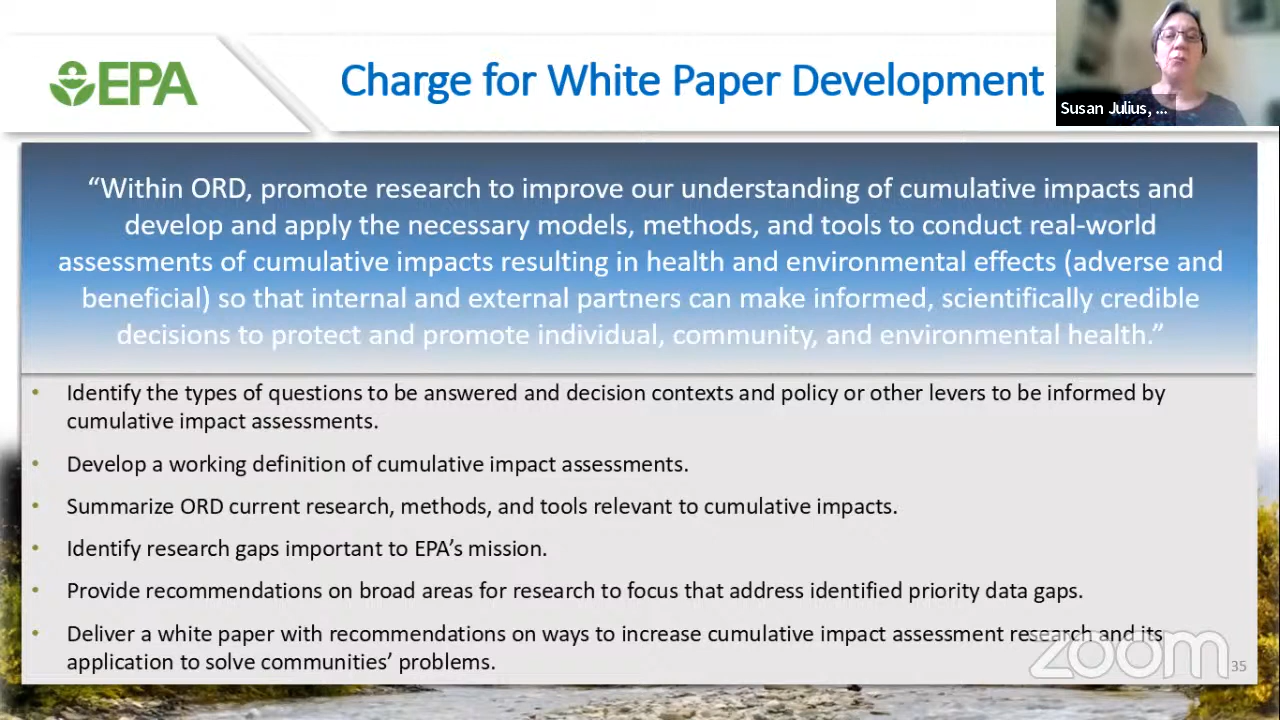 EPA
Charge for White Paper Development
Susan Julius, ...
“Within ORD, promote research to improve our understanding of cumulative impacts and
develop and apply the necessary models, methods, and tools to conduct real-world
assessments of cumulative impacts resulting in health and environmental effects (adverse and
beneficial) so that internal and external partners can make informed, scientifically credible
decisions to protect and promote individual, community, and environmental health.”
• Identify the types of questions to be answered and decision contexts and policy or other levers to be informed by
cumulative impact assessments.
• Develop a working definition of cumulative impact assessments.
• Summarize ORD current research, methods, and tools relevant to cumulative impacts.
• Identify research gaps important to EPA’s mission.
• Provide recommendations on broad areas for research to focus that address identified priority data gaps.
• Deliver a white paper with recommendations on ways to increase cumulative impact assessment research and its
application to solve communities’ problems.
zoom
35